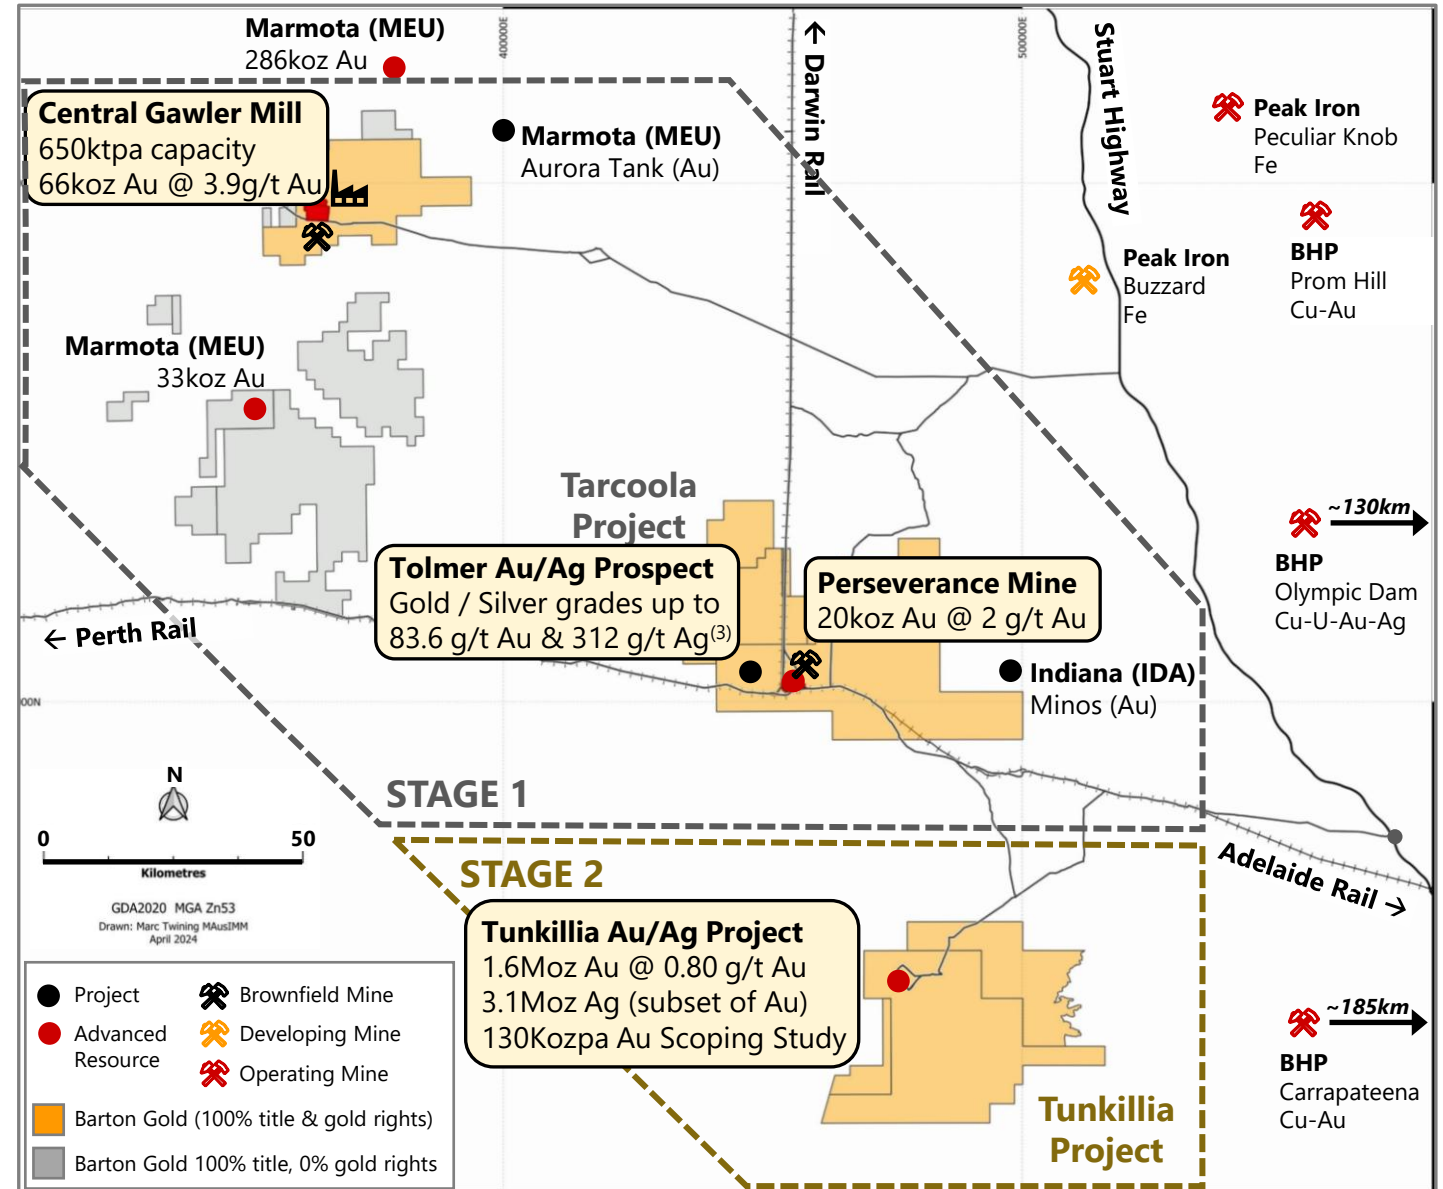 Marmota (MEU)
286koz Au
400000E
← Darwin Rail
500000E
Stuart Highway
Central Gawler Mill
650ktpa capacity
66koz Au @ 3.9g/t Au
Marmota (MEU)
Aurora Tank (Au)
Peak Iron
Peculiar Knob
Fe
BHP
Prom Hill
Cu-Au
Peak Iron
Buzzard
Fe
Marmota (MEU)
33koz Au
Tarcoola
Project
Tolmer Au/Ag Prospect
Gold / Silver grades up to
83.6 g/t Au & 312 g/t Ag(3)
Perseverance Mine
20koz Au @ 2 g/t Au
~130km
BHP
Olympic Dam
Cu-U-Au-Ag
← Perth Rail
Indiana (IDA)
Minos (Au)
00N
N
0 50
Kilometres
GDA2020 MGA Zn53
Drawn: Marc Twining MAusIMM
April 2024
STAGE 1
STAGE 2
Adelaide Rail →
Tunkillia Au/Ag Project
1.6Moz Au @ 0.80 g/t Au
3.1Moz Ag (subset of Au)
130Kozpa Au Scoping Study
~185km
BHP
Carrapateena
Cu-Au
Tunkillia
Project
Project
Advanced
Resource
Brownfield Mine
Developing Mine
Operating Mine
Barton Gold (100% title & gold rights)
Barton Gold 100% title, 0% gold rights